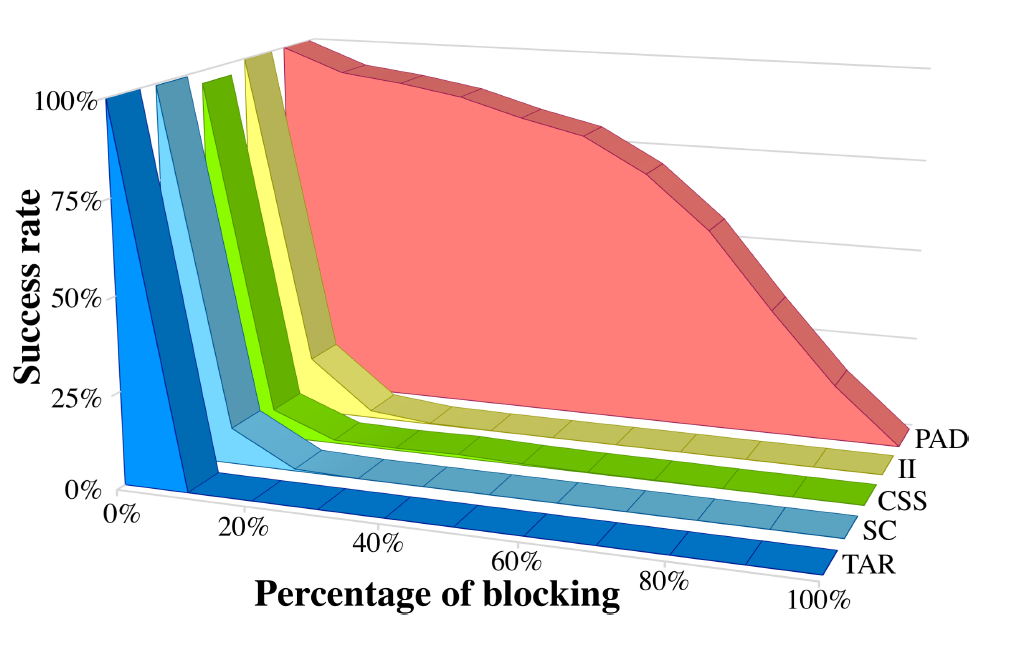 100%
75%
50%
25%
0%
Success rate
0%
20%
40%
60%
80%
100%
Percentage of blocking
PAD
II
CSS
SC
TAR